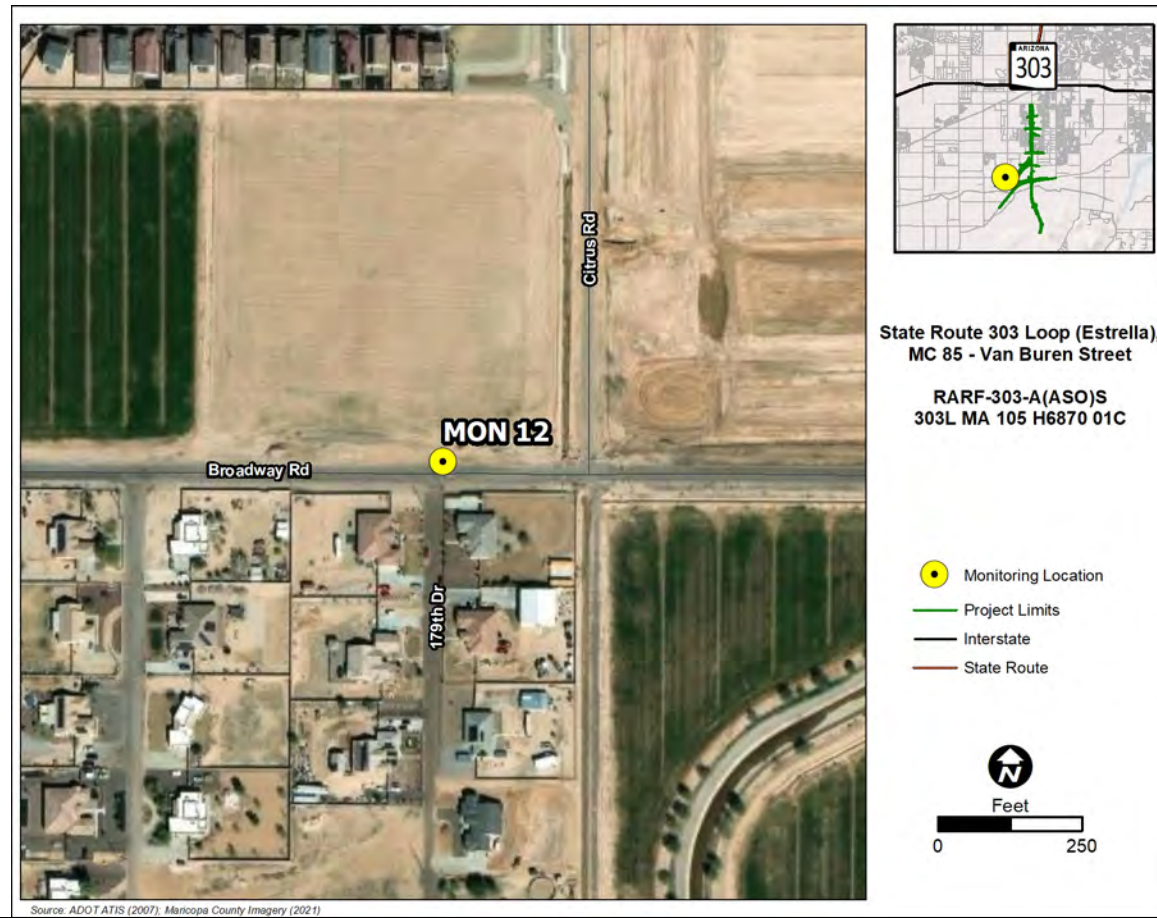 Citrus Rd
MON 12
Broadway Rd
179th Dr
Source: ADOT ATIS (2007); Maricopa County Imagery (2021)
ARIZONA
303
State Route 303 Loop (Estrella),
MC 85 - Van Buren Street
RARF-303-A(ASO)S
303L MA 105 H6870 01C
Monitoring Location
Project Limits
Interstate
State Route
N
Feet
0 250